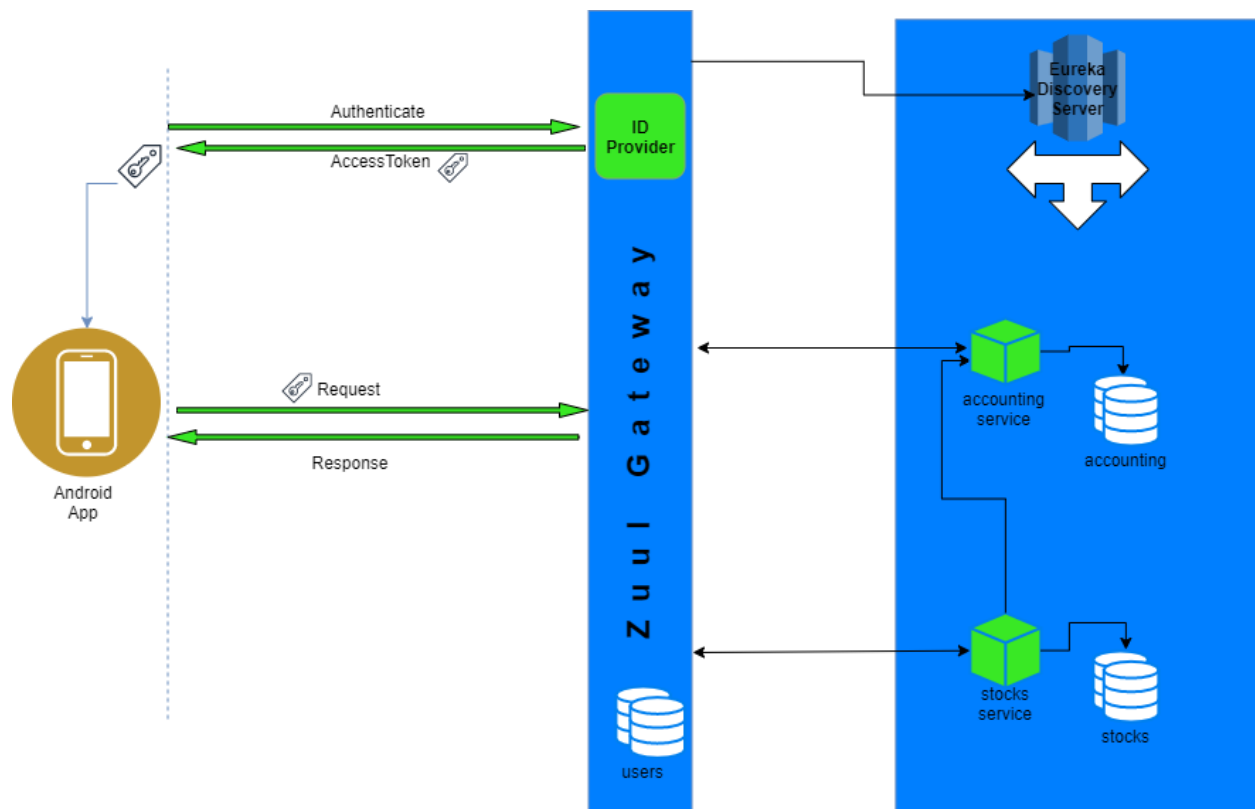 Authenticate
AccessToken
ID
Provider
Eureka
Discovery
Server
Zuul Gateway
Request
Response
Android
App
accounting
service
accounting
stocks
service
stocks
users